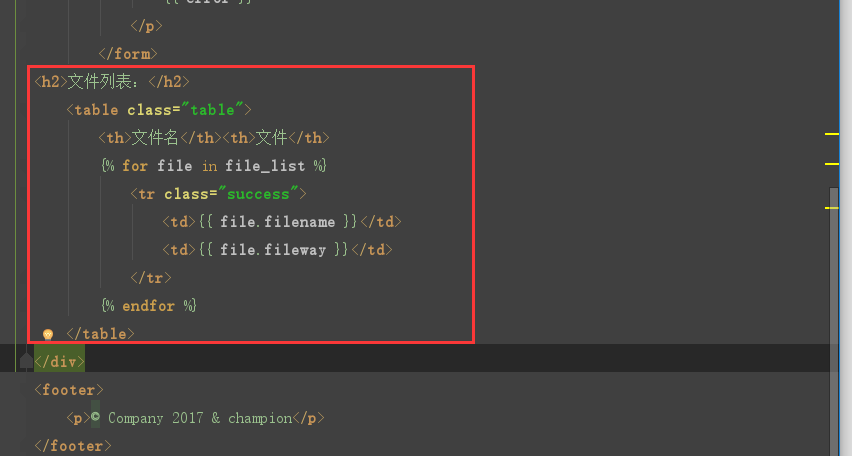 {{ error }}
</p>
</form>
<h2>文件列表：</h2>
<table class="table">
<th>文件名</th><th>文件</th>
{% for file in file_list %}
<tr class="success">
<td>{{ file.filename }}</td>
<td>{{ file.fileway }}</td>
</tr>
{% endfor %}
</table>
</div>
<footer>
<p>© Company 2017 & champion</p>
</footer>